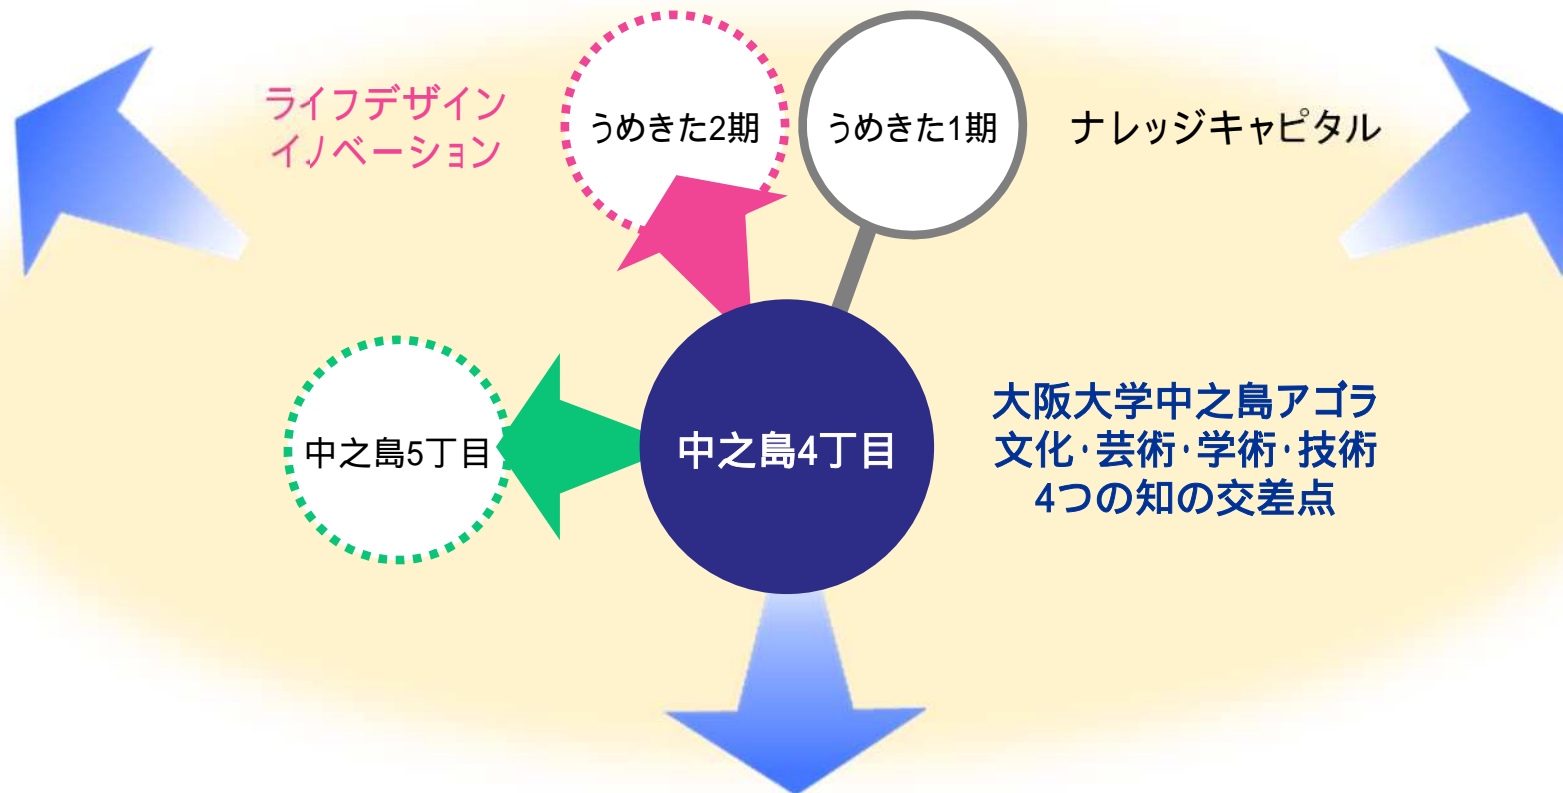 ライフデザイン
イノベーション
うめきた2期
うめきた1期
ナレッジキャピタル
中之島5丁目
中之島4丁目
大阪大学中之島アゴラ
文化・芸術・学術・技術
4つの知の交差点